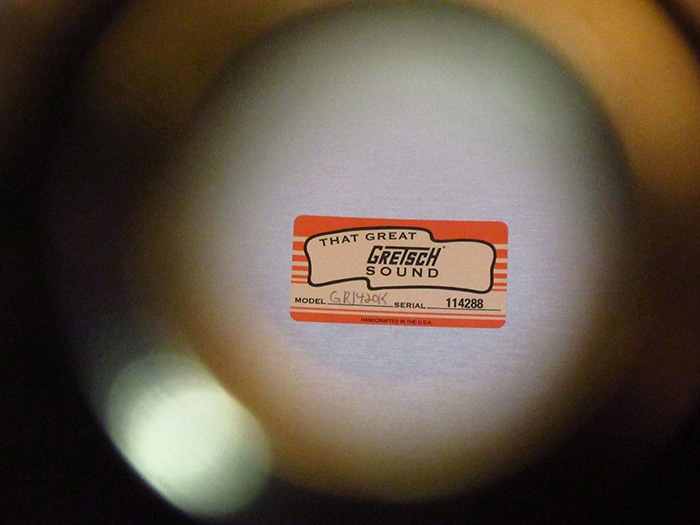 THAT GREAT
GRETSCH
SOUND
MODEL GR1420K SERIAL 114288
HANDCRAFTED IN THE U.S.A